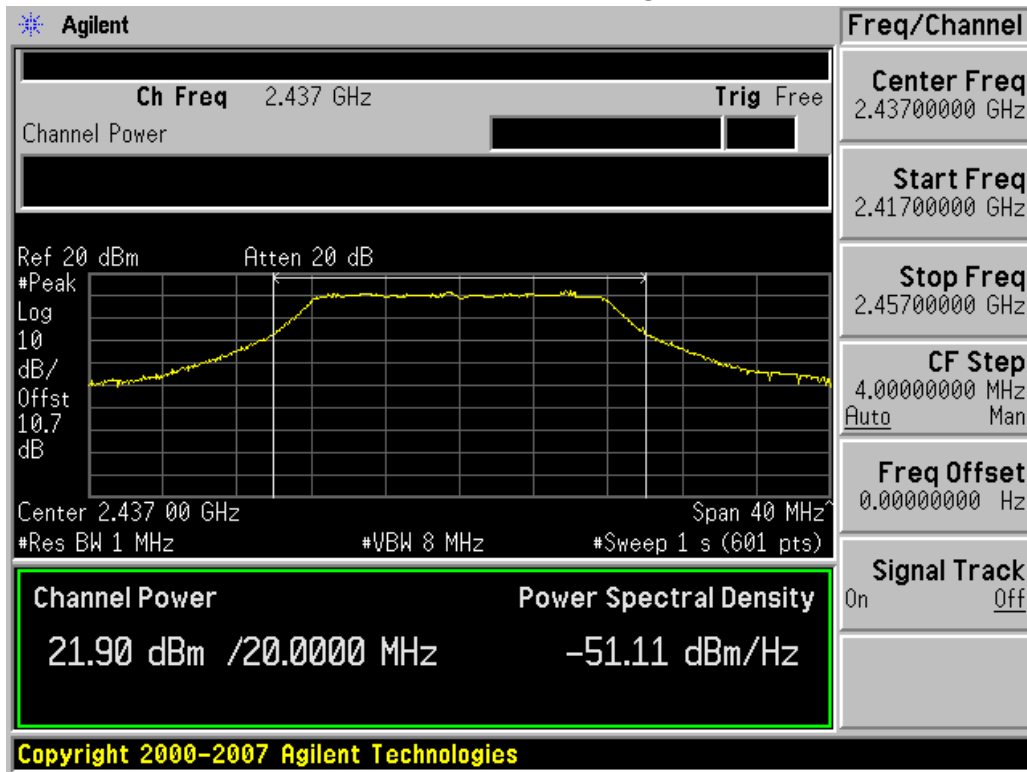 Agilent
Freq/Channel
Ch Freq 2.437 GHz Trig Free
Channel Power
Ref 20 dBm Atten 20 dB
#Peak
Log
10
dB/
Offst
10.7
dB
Center 2.437 00 GHz Span 40 MHz^
#Res BW 1 MHz #VBW 8 MHz #Sweep 1 s (601 pts)
Channel Power Power Spectral Density
21.90 dBm /20.0000 MHz -51.11 dBm/Hz
Center Freq
2.43700000 GHz
Start Freq
2.41700000 GHz
Stop Freq
2.45700000 GHz
CF Step
4.00000000 MHz
Auto Man
Freq Offset
0.00000000 Hz
Signal Track
On Off
Copyright 2000-2007 Agilent Technologies